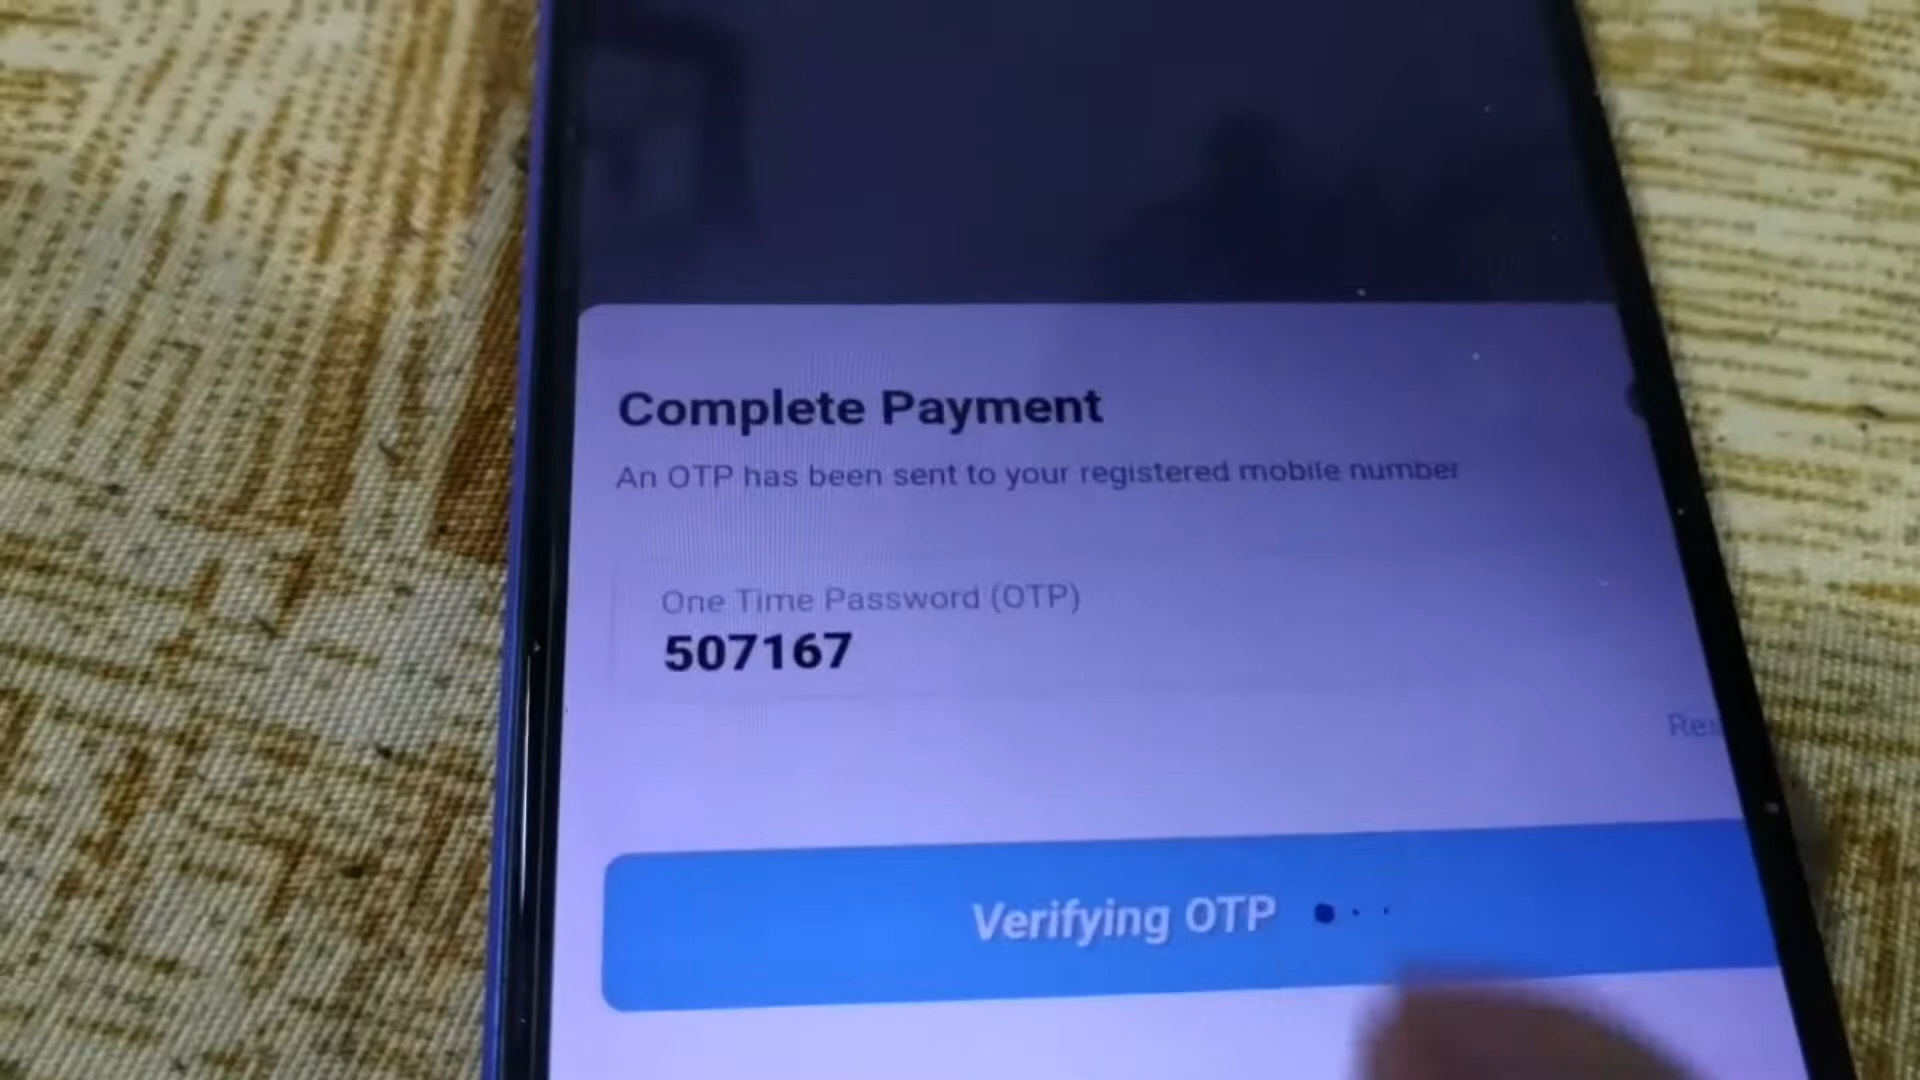 Complete Payment
An OTP has been sent to your registered mobile number
One Time Password (OTP)
507167
Verifying OTP